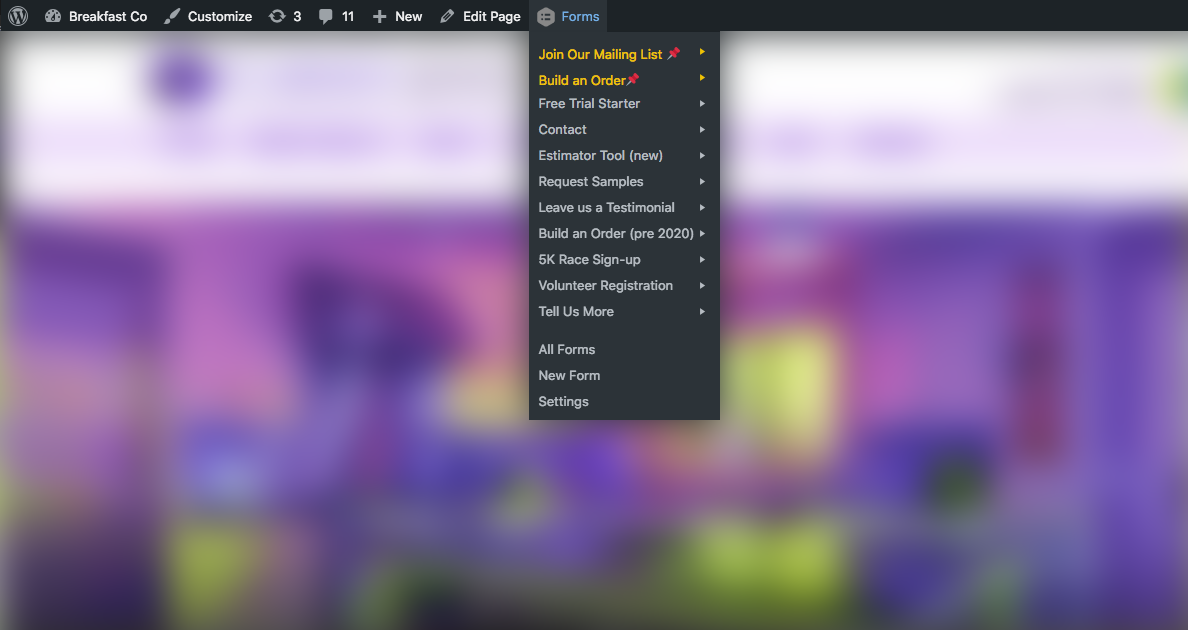 Breakfast Co Customize 3 11 New Edit Page Forms
Join Our Mailing List 📌
Build an Order📌
Free Trial Starter
Contact
Estimator Tool (new)
Request Samples
Leave us a Testimonial
Build an Order (pre 2020)
5K Race Sign-up
Volunteer Registration
Tell Us More
All Forms
New Form
Settings